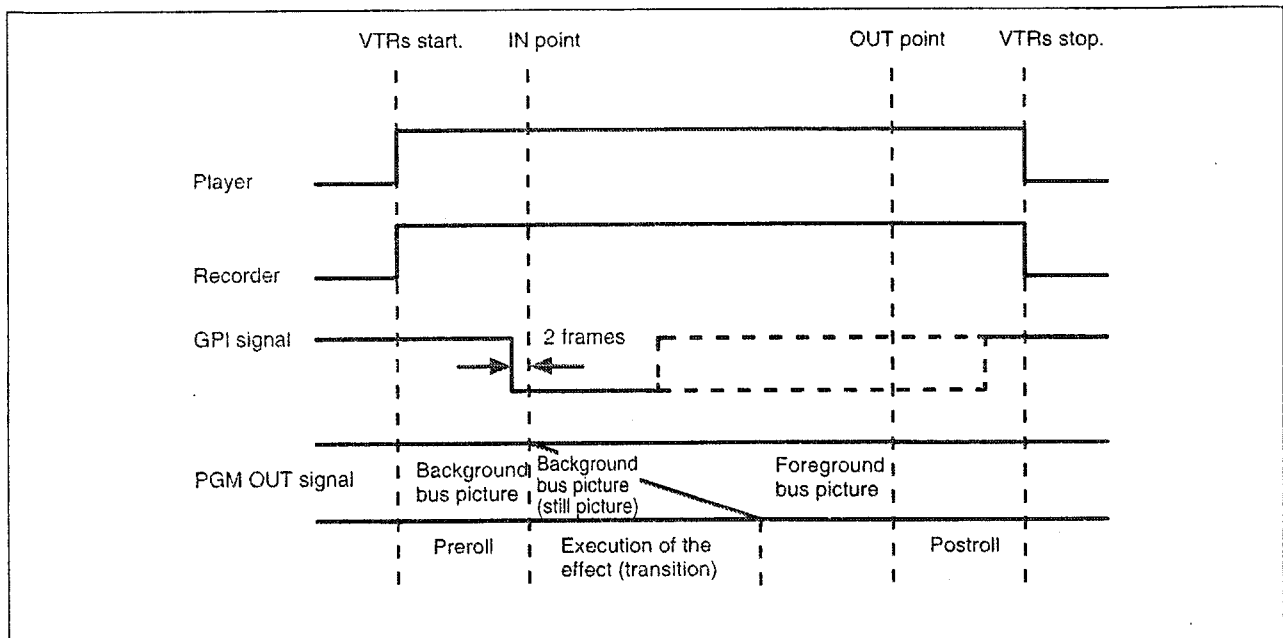 VTRs start. IN point OUT point VTRs stop.
Player
Recorder
GPI signal 2 frames
PGM OUT signal
Background
bus picture
Background
bus picture
(still picture)
Foreground
bus picture
Preroll
Execution of the
effect (transition)
Postroll